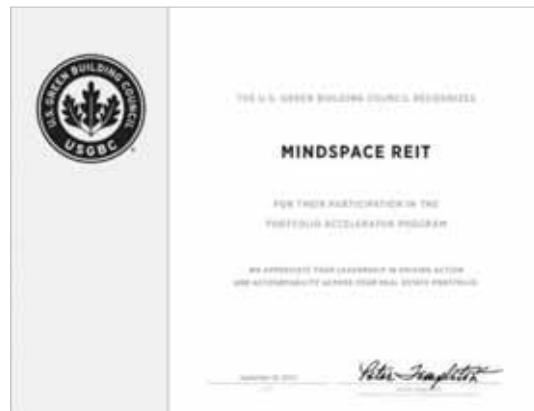 U.S. GREEN BUILDING COUNCIL
USGBC
THE U.S. GREEN BUILDING COUNCIL RECOGNIZES
MINDSPACE REIT
FOR THEIR PARTICIPATION IN THE
PORTFOLIO ACCELERATOR PROGRAM
WE APPRECIATE YOUR LEADERSHIP IN DRIVING ACTION
AND ACCOUNTABILITY ACROSS YOUR REAL ESTATE PORTFOLIO
Peter Templeton